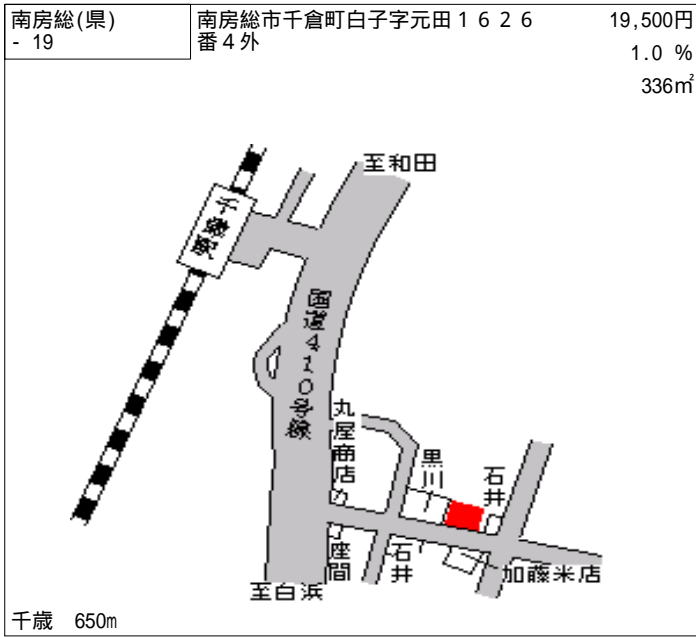 南房総(県)
- 19
南房総市千倉町白子字元田1626
番4外
19,500円
1.0 %
336㎡
至和田
千歳駅
国道410号線
丸屋商店
黒川
石井
座間
石井
加藤米店
至白浜
千歳 650m